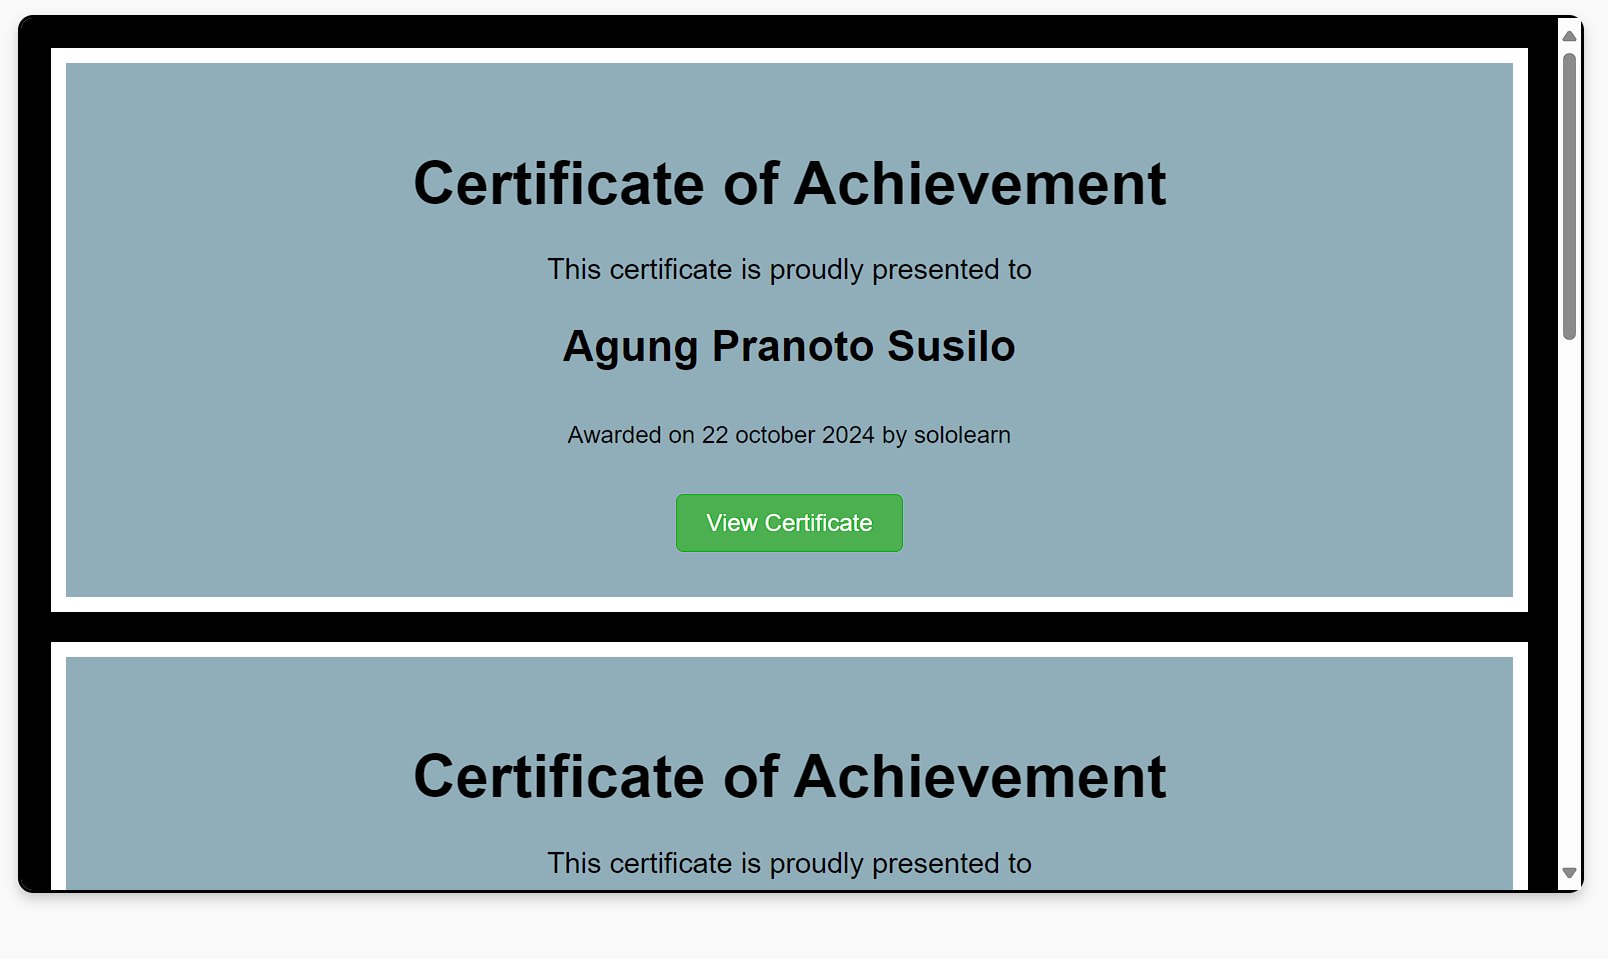 Certificate of Achievement
This certificate is proudly presented to
Agung Pranoto Susilo
Awarded on 22 october 2024 by sololearn
View Certificate
Certificate of Achievement
This certificate is proudly presented to